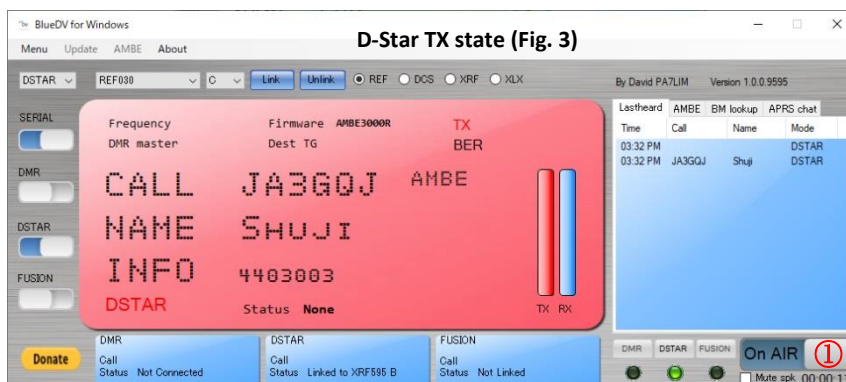 BlueDV for Windows
D-Star TX state (Fig. 3)
Menu Update AMBE About
DSTAR REF030 C Link Unlink REF DCS XRF XLX
By David PA7LIM Version 1.0.0.9595
SERIAL
DMR
DSTAR
FUSION
Frequency Firmware AMBE3000R TX
DMR master Dest TG BER
CALL JA3GQJ AMBE
NAME Shuji
INFO 4403003
DSTAR Status None TX RX
Lastheard AMBE BM lookup APRS chat
Time Call Name Mode
03:32 PM DSTAR
03:32 PM JA3GQJ Shuji DSTAR
Donate
DMR
Call
Status Not Connected
DSTAR
Call
Status Linked to XRF595 B
FUSION
Call
Status Not Linked
DMR DSTAR FUSION On AIR ①
Mute spk